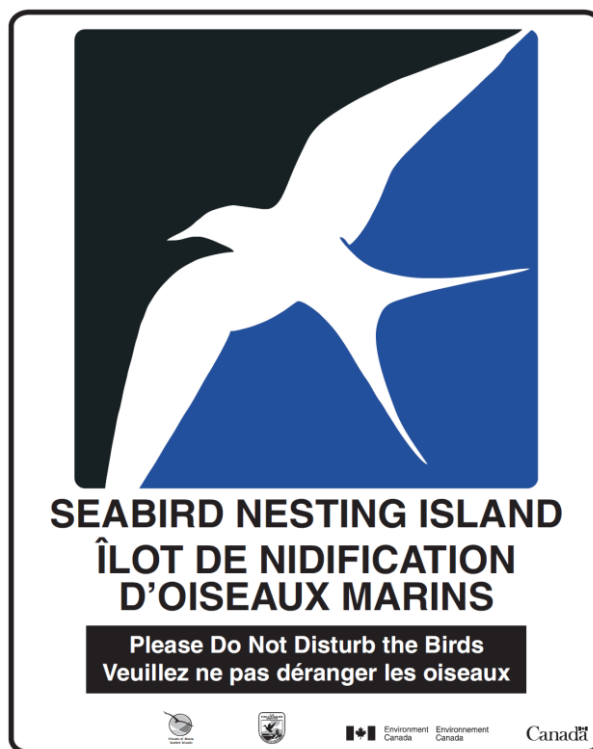 SEABIRD NESTING ISLAND
ÎLOT DE NIDIFICATION
D'OISEAUX MARINS
Please Do Not Disturb the Birds
Veuillez ne pas déranger les oiseaux
Environment Environnement
Canada Canada
Canada